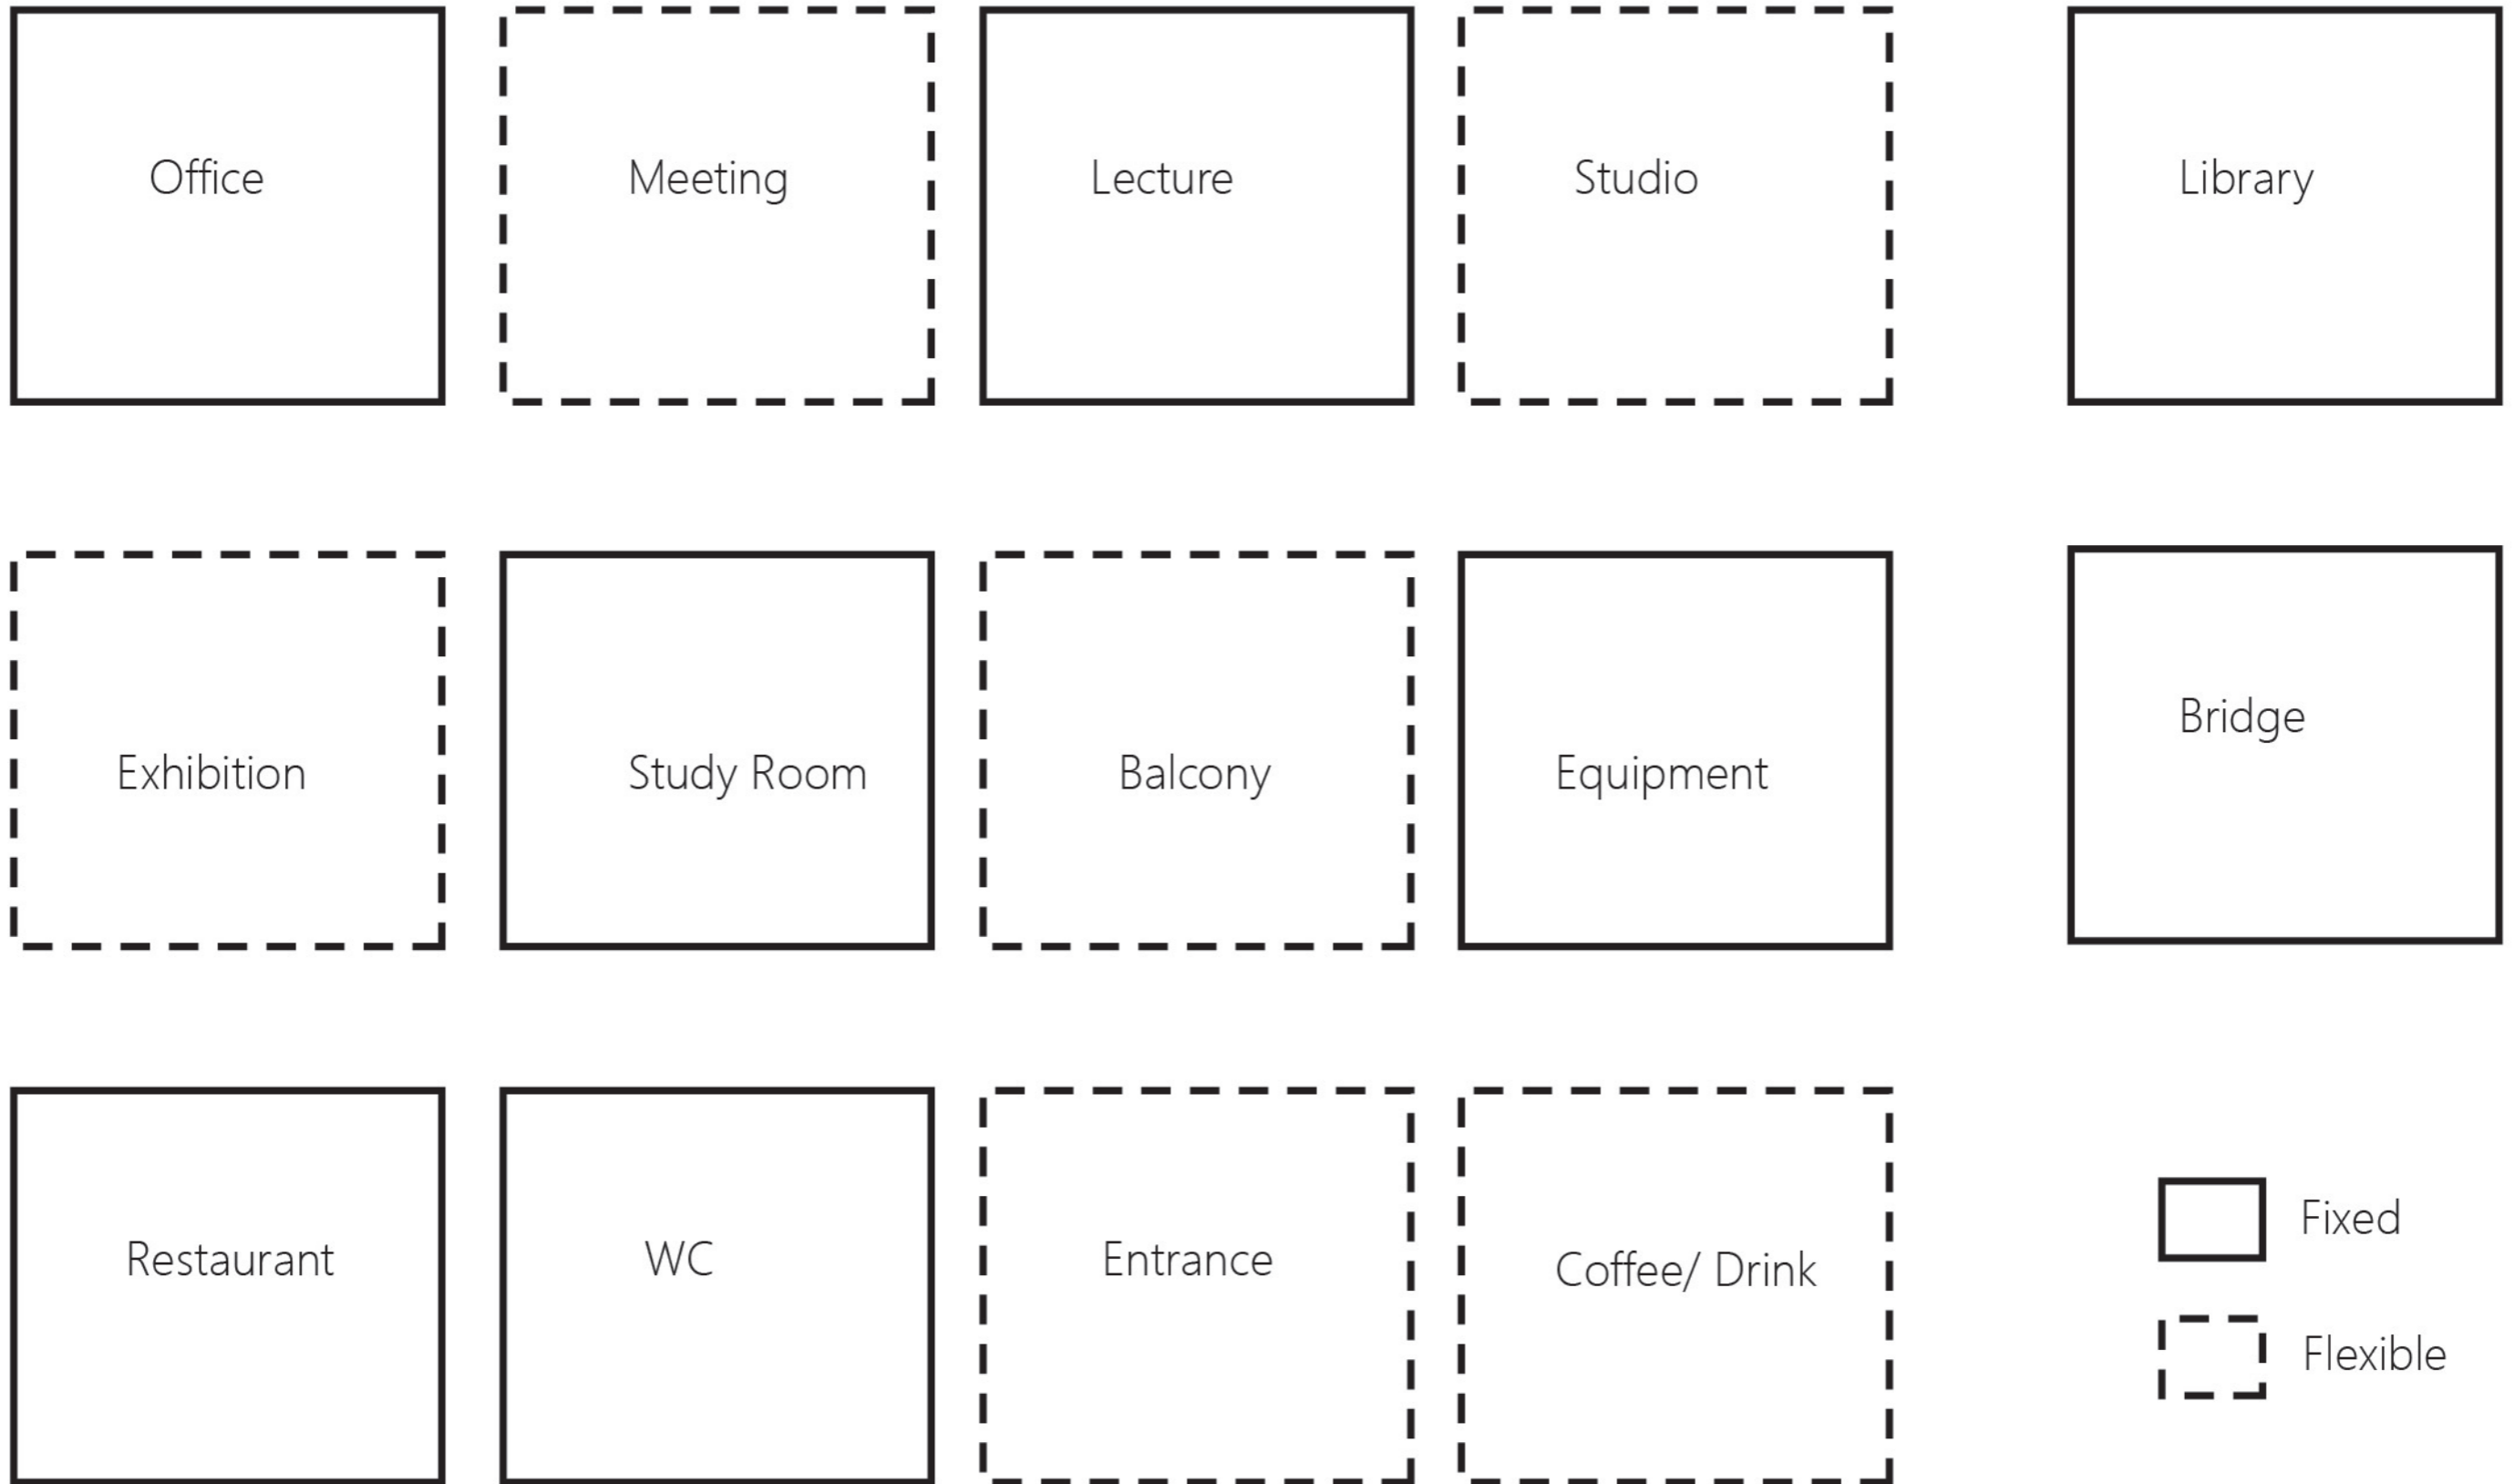 Office
Meeting
Lecture
Studio
Library
Exhibition
Study Room
Balcony
Equipment
Bridge
Restaurant
WC
Entrance
Coffee/ Drink
Fixed
Flexible